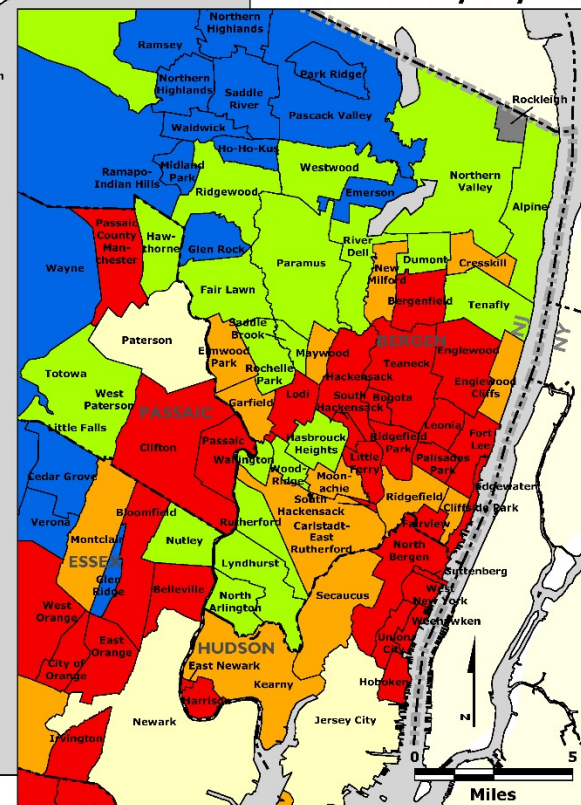 Northern
Highlands
Ramsey
Park Ridge
Northern
Highlands
Saddle
River
Rockleigh
Pascack Valley
Waldwick
Ho-Ho-Kus
Ramapo-
Indian Hills
Midland
Park
Westwood
Northern
Valley
Ridgewood
Emerson
Alpine
Passaic
County
Man-
chester
Haw-
thorne
Glen Rock
River
Dell
Dumont
Cresskill
Wayne
Paramus
New
Milford
Fair Lawn
Bergenfield
Tenafly
NJ
NY
Saddle
Brook
Paterson
Elmwood
Park
Maywood
BERGEN
Teaneck
Englewood
Totowa
Rochelle
Park
Hackensack
Englewood
Cliffs
West
Paterson
Garfield
Lodi
South
Hackensack
Bogota
PASSAIC
Little Falls
Hasbrouck
Heights
Leonia
Fort
Lee
Clifton
Passaic
Ridgefield
Park
Wallington
Little
Ferry
Palisades
Park
Cedar Grove
Wood-
Ridge
Moon-
achie
Edgewater
Verona
Bloomfield
South
Hackensack
Ridgefield
Cliffside Park
Montclair
Rutherford
Carlstadt-
East
Rutherford
Fairview
Nutley
North
Bergen
ESSEX
Glen
Ridge
Lyndhurst
Guttenberg
Belleville
West
New York
West
Orange
North
Arlington
Secaucus
Weehawken
East
Orange
HUDSON
Union
City
City of
Orange
East Newark
Kearny
Hoboken
Harrison
Newark
Jersey City
N
Irvington
0
5
Miles